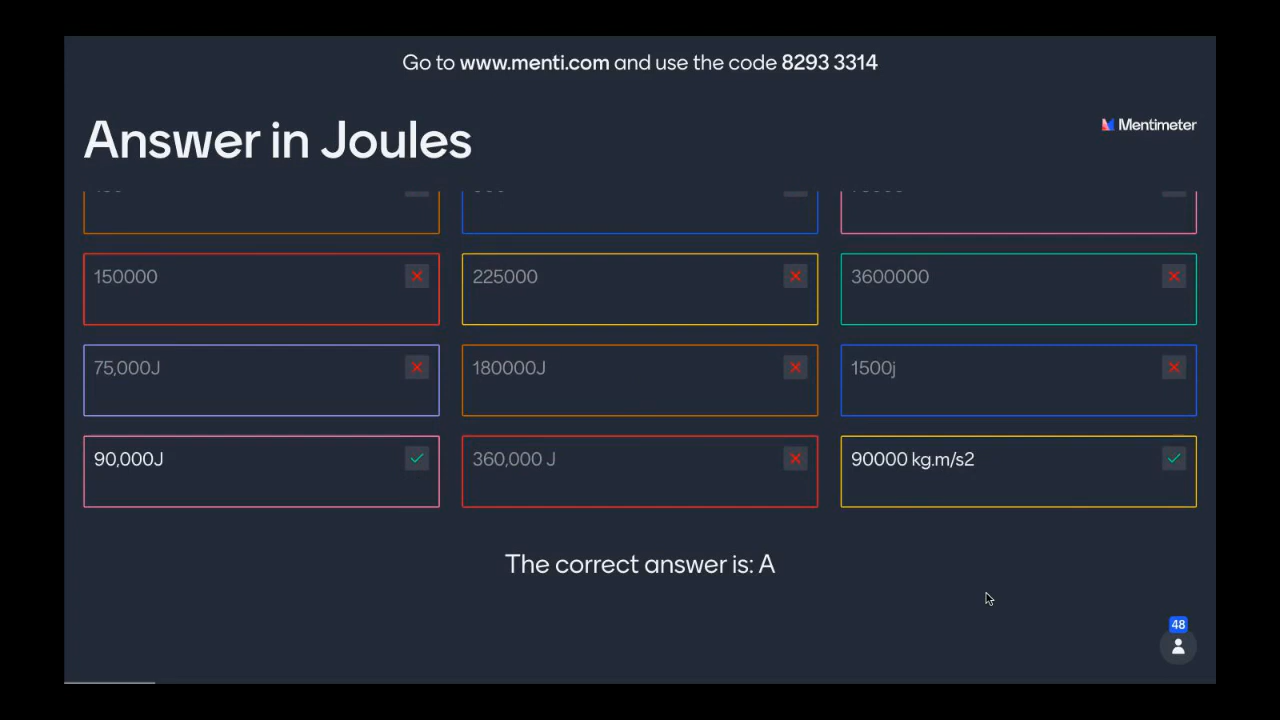 Go to www.menti.com and use the code 8293 3314
Answer in Joules
Mentimeter
150000
225000
3600000
75,000J
180000J
1500j
90,000J
360,000 J
90000 kg.m/s2
The correct answer is: A
48